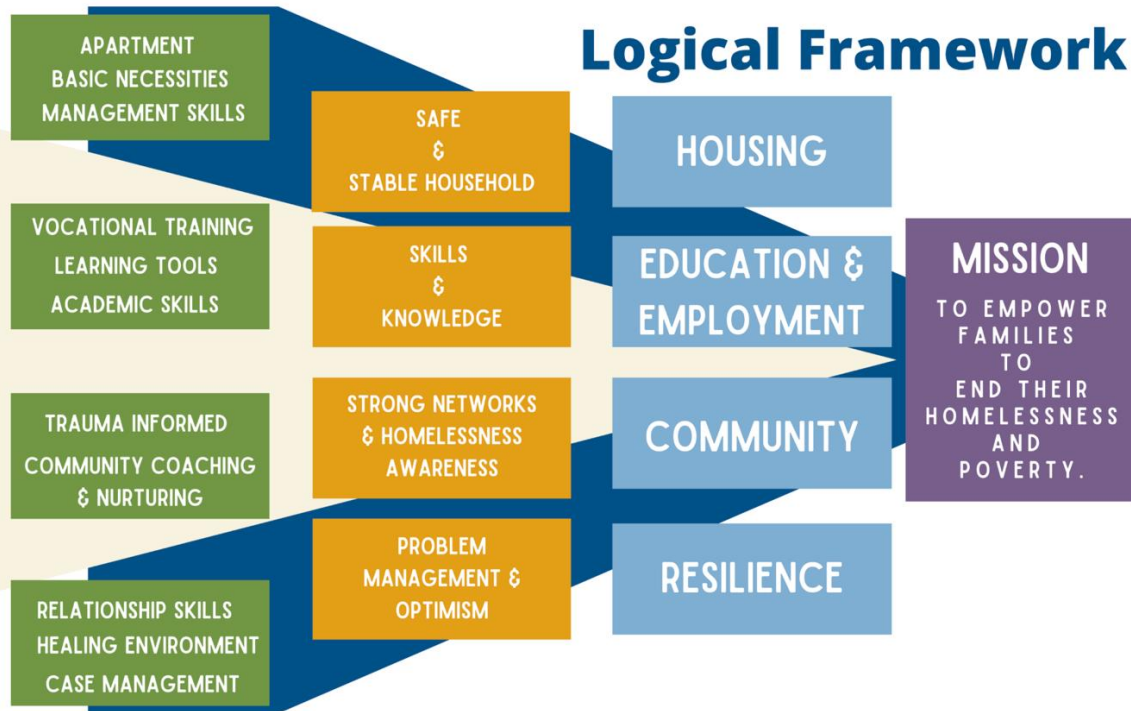 Logical Framework
APARTMENT
BASIC NECESSITIES
MANAGEMENT SKILLS
VOCATIONAL TRAINING
LEARNING TOOLS
ACADEMIC SKILLS
TRAUMA INFORMED
COMMUNITY COACHING
& NURTURING
RELATIONSHIP SKILLS
HEALING ENVIRONMENT
CASE MANAGEMENT
SAFE
&
STABLE HOUSEHOLD
SKILLS
&
KNOWLEDGE
STRONG NETWORKS
& HOMELESSNESS
AWARENESS
PROBLEM
MANAGEMENT &
OPTIMISM
HOUSING
EDUCATION &
EMPLOYMENT
COMMUNITY
RESILIENCE
MISSION
TO EMPOWER
FAMILIES
TO
END THEIR
HOMELESSNESS
AND
POVERTY.